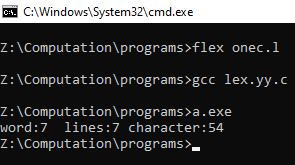 C:\Windows\System32\cmd.exe
Z:\Computation\programs>flex onec.l
Z:\Computation\programs>gcc lex.yy.c
Z:\Computation\programs>a.exe
word:7  lines:7 character:54
Z:\Computation\programs>